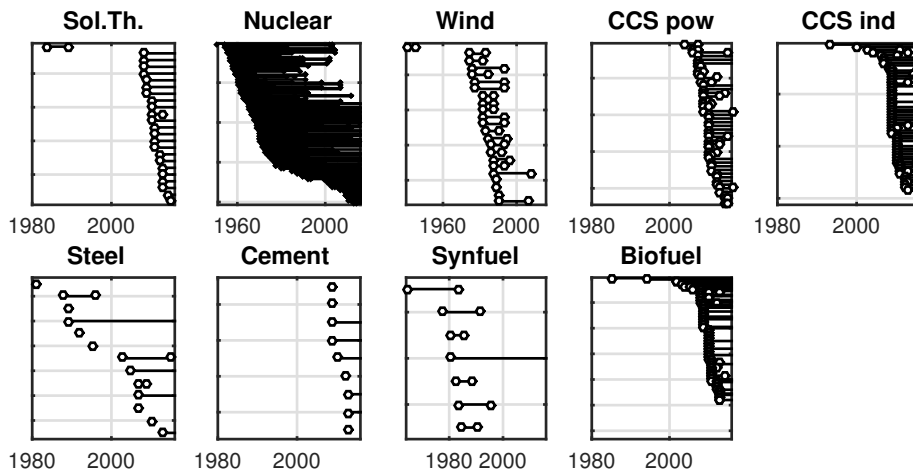 Sol.Th. Nuclear Wind CCS pow CCS ind
1980 2000 1960 2000 1960 2000 1980 2000 1980 2000
Steel Cement Synfuel Biofuel
1980 2000 1980 2000 1980 2000 1980 2000